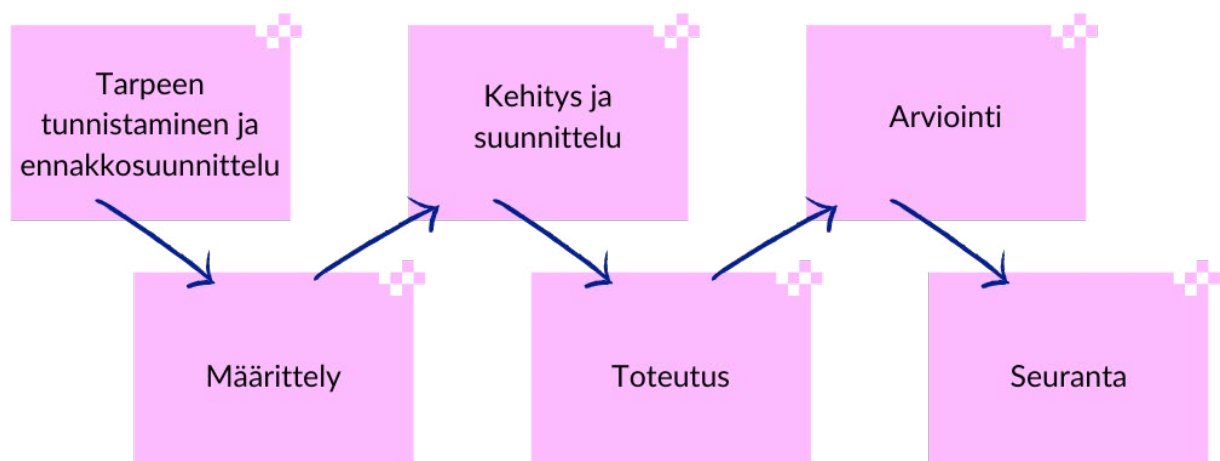 Tarpeen
tunnistaminen ja
ennakkosuunnittelu
Määrittely
Kehitys ja
suunnittelu
Toteutus
Arviointi
Seuranta